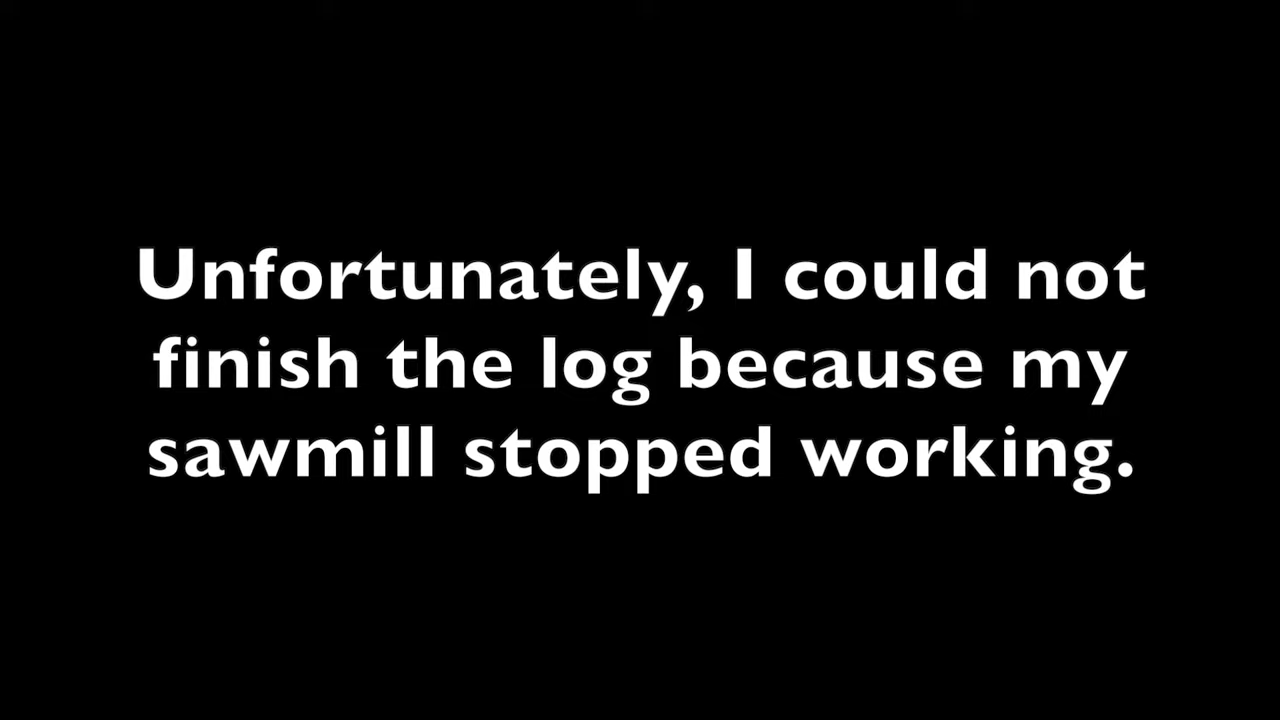 Unfortunately, I could not
finish the log because my
sawmill stopped working.